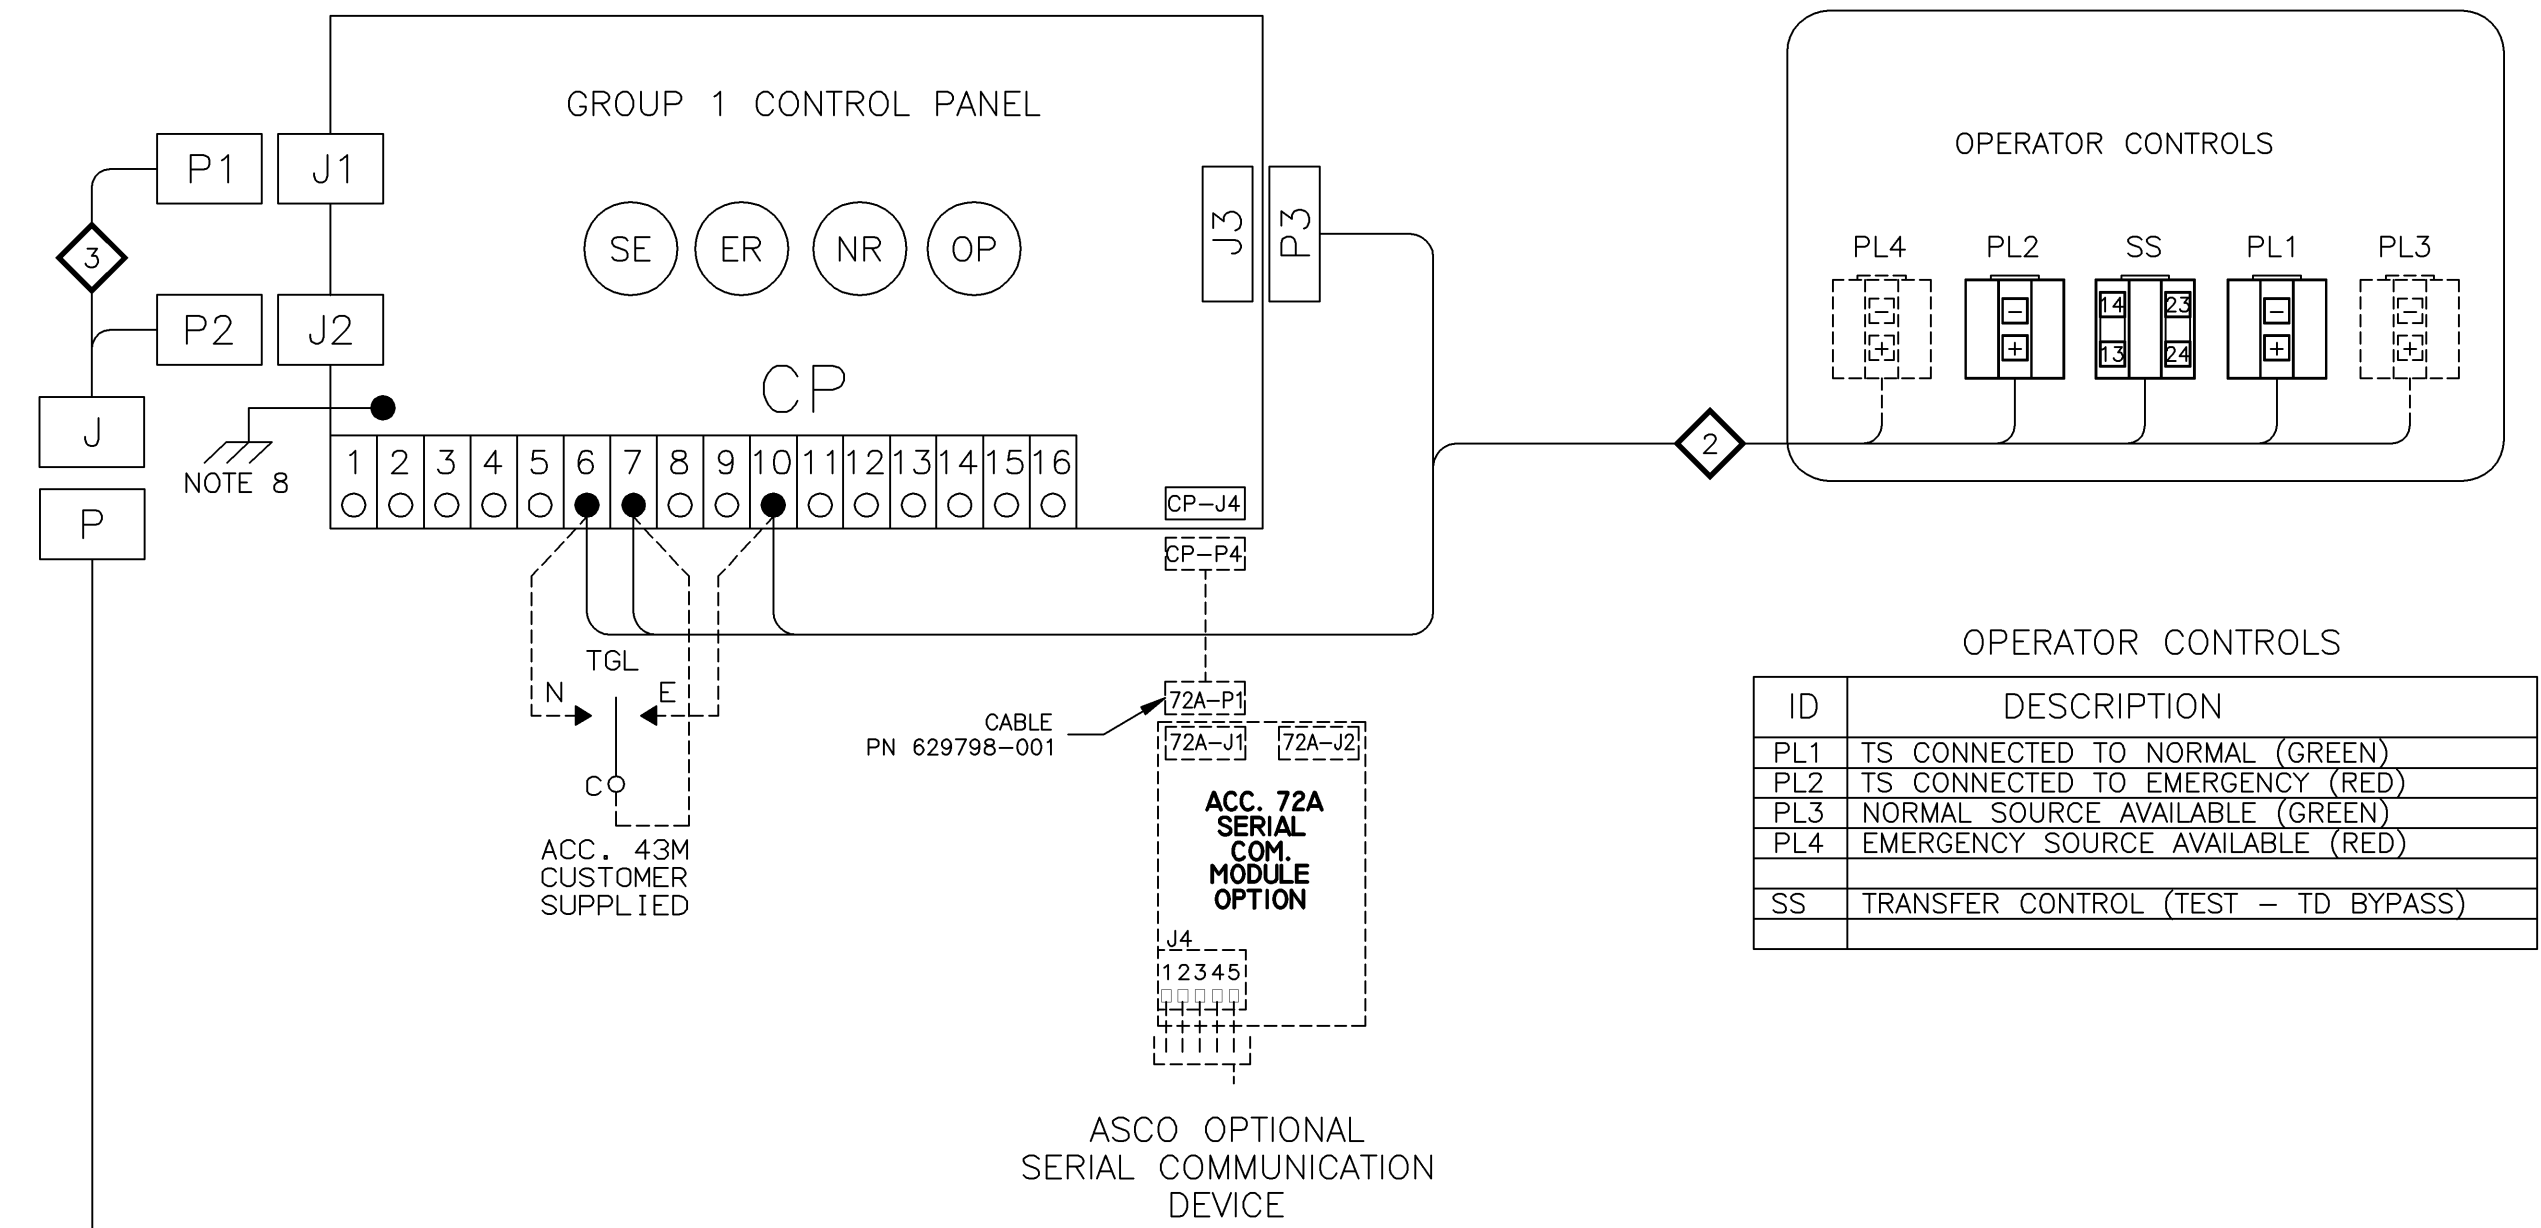 GROUP 1 CONTROL PANEL
P1
J1
3
SE
ER
NR
OP
J3
P3
P2
J2
CP
J
NOTE 8
P
1 2 3 4 5 6 7 8 9 10 11 12 13 14 15 16
CP-J4
CP-P4
TGL
N
E
C
ACC. 43M
CUSTOMER
SUPPLIED
CABLE
PN 629798-001
72A-P1
72A-J1
72A-J2
ACC. 72A
SERIAL
COM.
MODULE
OPTION
J4
1 2 3 4 5
ASCO OPTIONAL
SERIAL COMMUNICATION
DEVICE
OPERATOR CONTROLS
PL4 PL2 SS PL1 PL3
- - 14 23 - -
+ + 13 24 + +
2
OPERATOR CONTROLS
ID DESCRIPTION
PL1 TS CONNECTED TO NORMAL (GREEN)
PL2 TS CONNECTED TO EMERGENCY (RED)
PL3 NORMAL SOURCE AVAILABLE (GREEN)
PL4 EMERGENCY SOURCE AVAILABLE (RED)
SS TRANSFER CONTROL (TEST - TD BYPASS)